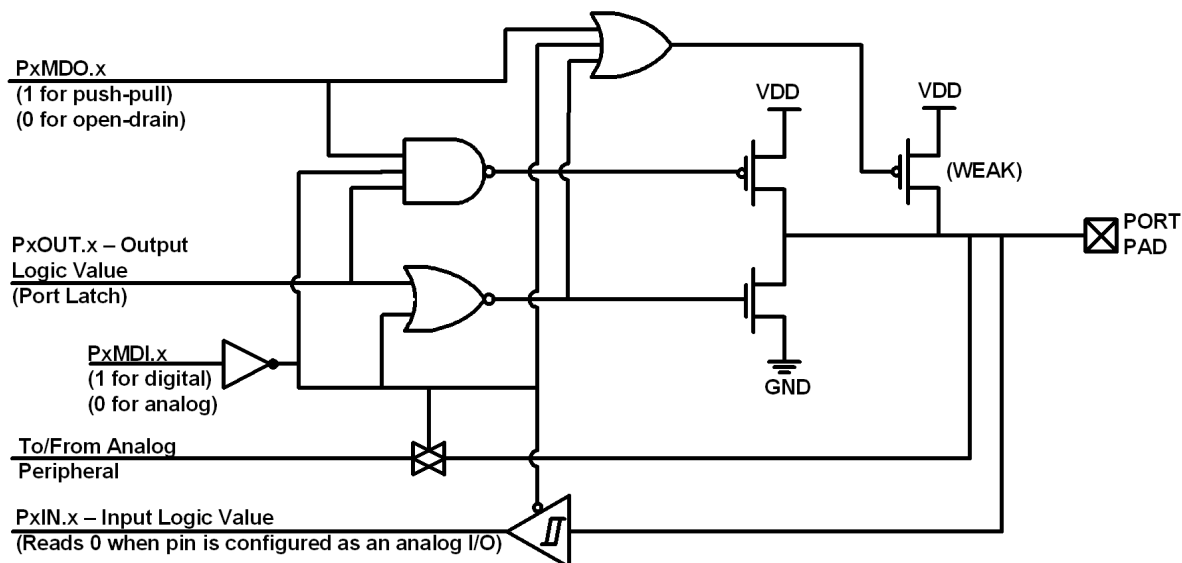 PxMDO.x
(1 for push-pull)
(0 for open-drain)
VDD
VDD
(WEAK)
PORT
PAD
PxOUT.x – Output
Logic Value
(Port Latch)
PxMDI.x
(1 for digital)
(0 for analog)
GND
To/From Analog
Peripheral
PxIN.x – Input Logic Value
(Reads 0 when pin is configured as an analog I/O)